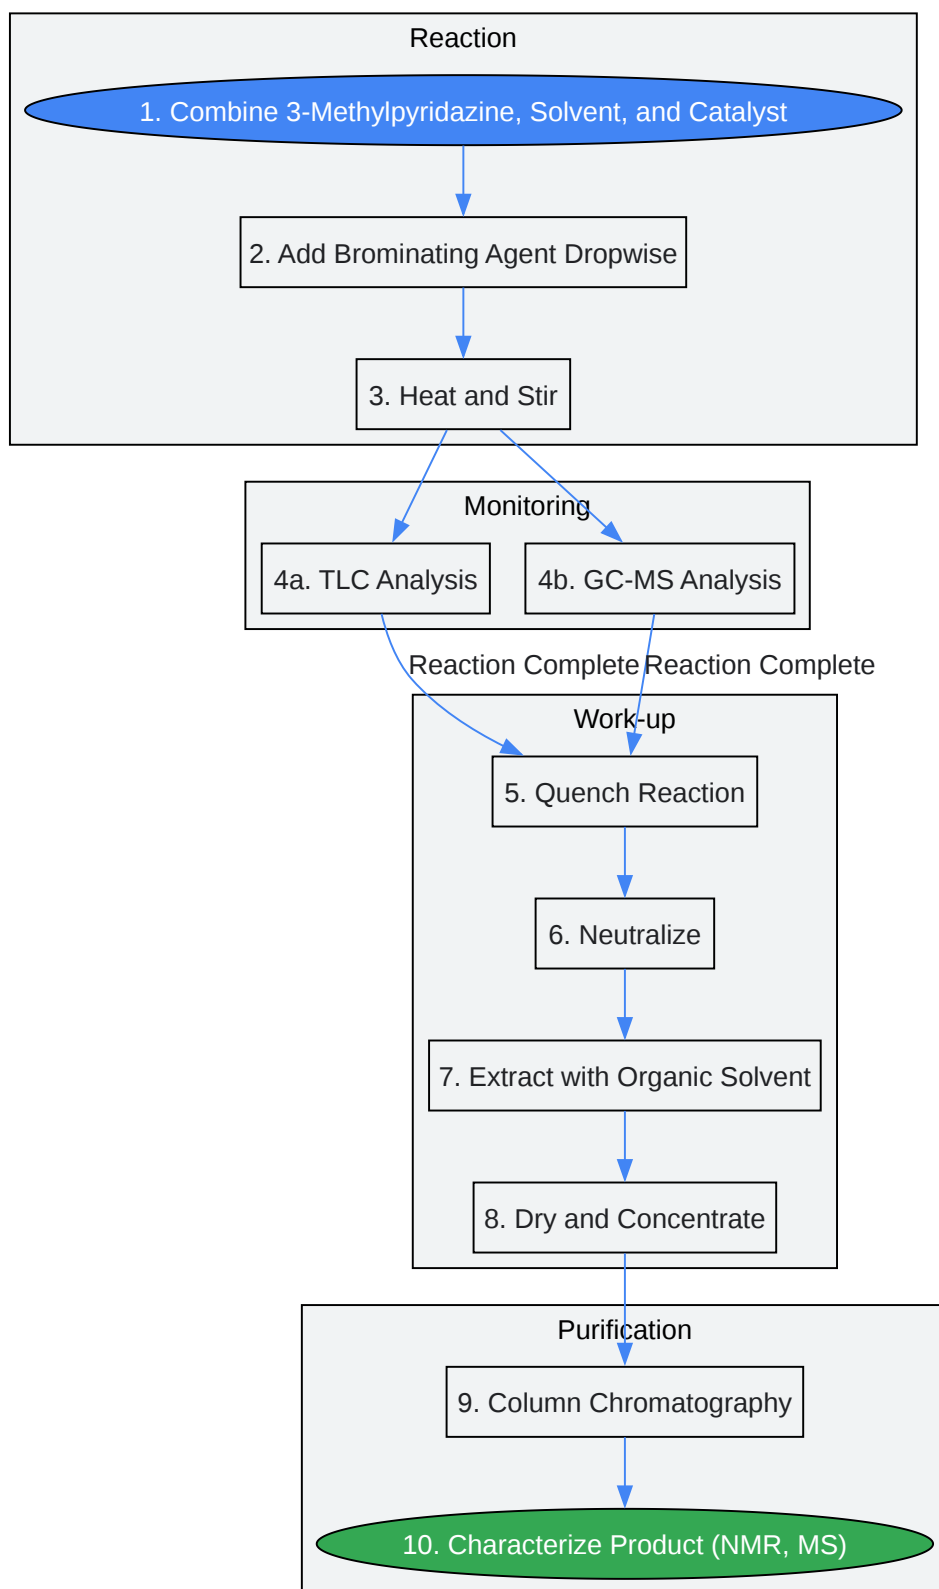 Reaction
1. Combine 3-Methylpyridazine, Solvent, and Catalyst
2. Add Brominating Agent Dropwise
3. Heat and Stir
Monitoring
4a. TLC Analysis
4b. GC-MS Analysis
Reaction Complete
Reaction Complete
Work-up
5. Quench Reaction
6. Neutralize
7. Extract with Organic Solvent
8. Dry and Concentrate
Purification
9. Column Chromatography
10. Characterize Product (NMR, MS)